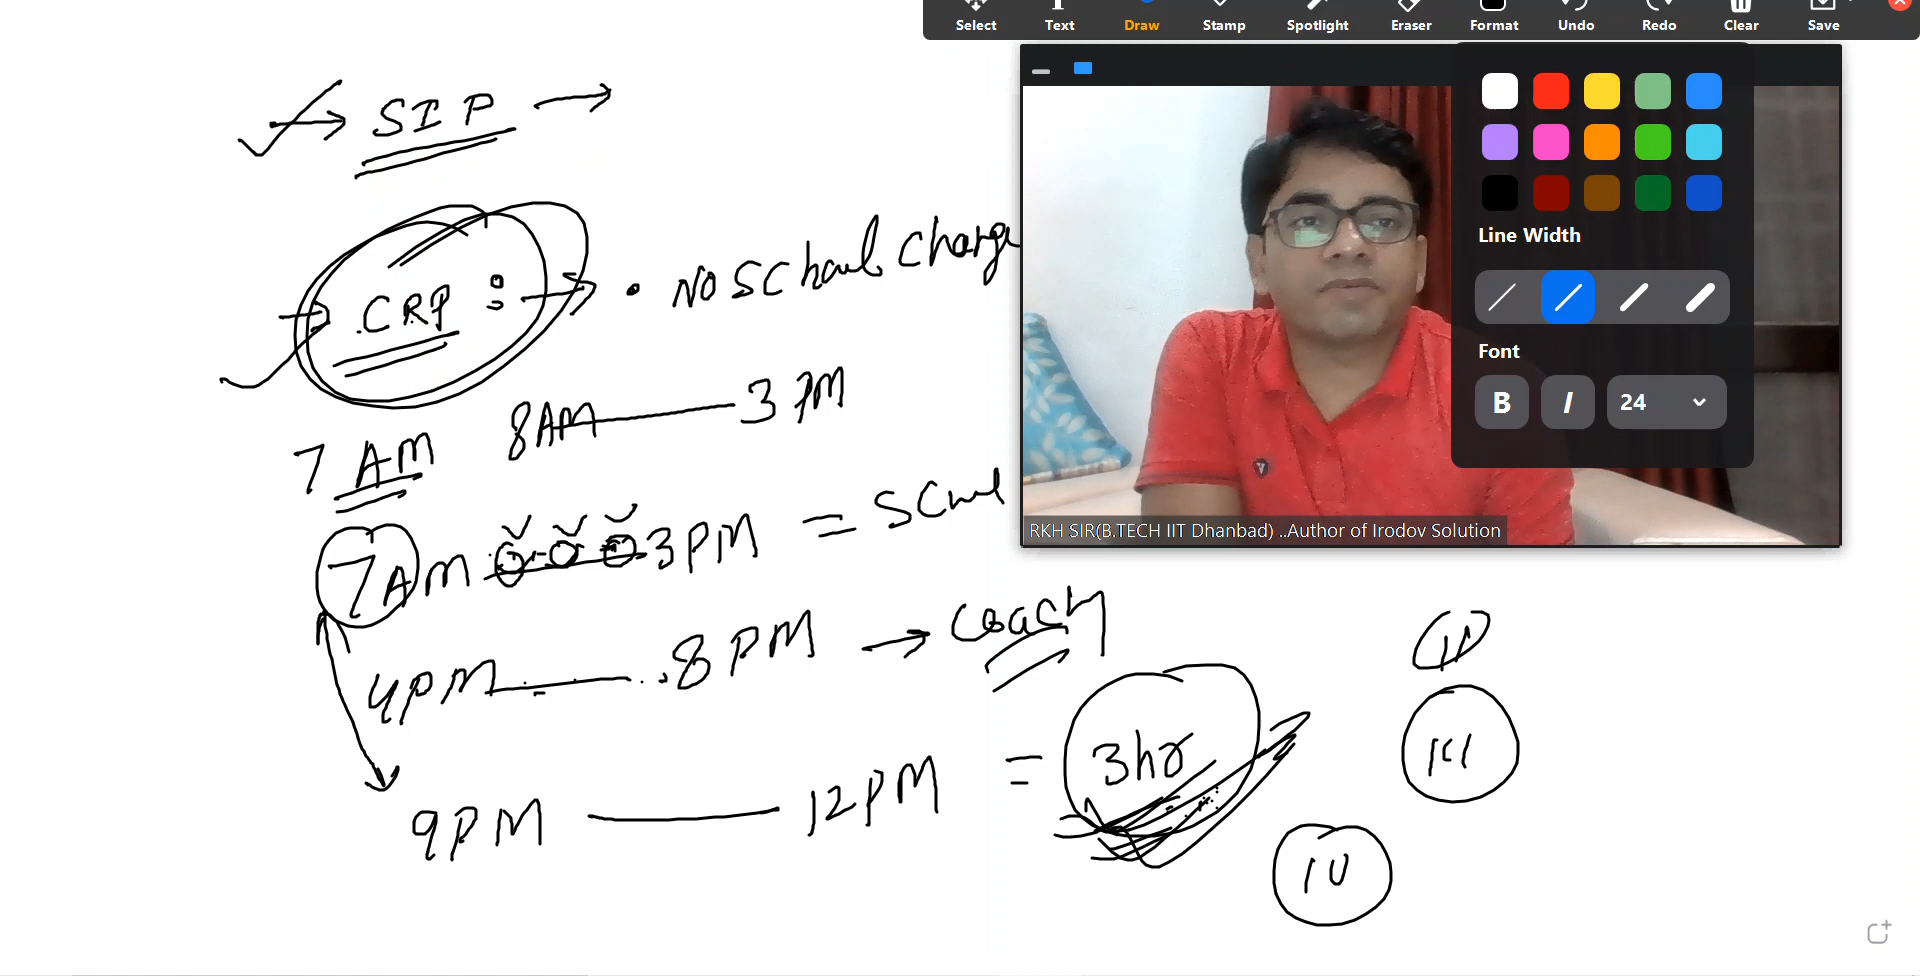 Select Text Draw Stamp Spotlight Eraser Format Undo Redo Clear Save
→ SIP →
CRP : → • NO SChool Charge
8AM — 3 PM
7 AM
7AM — 3PM =
4PM — 8PM → Coach
9PM — 12PM = 3hr
11
10
Line Width
Font
B I 24
RKH SIR(B.TECH IIT Dhanbad) ..Author of Irodov Solution